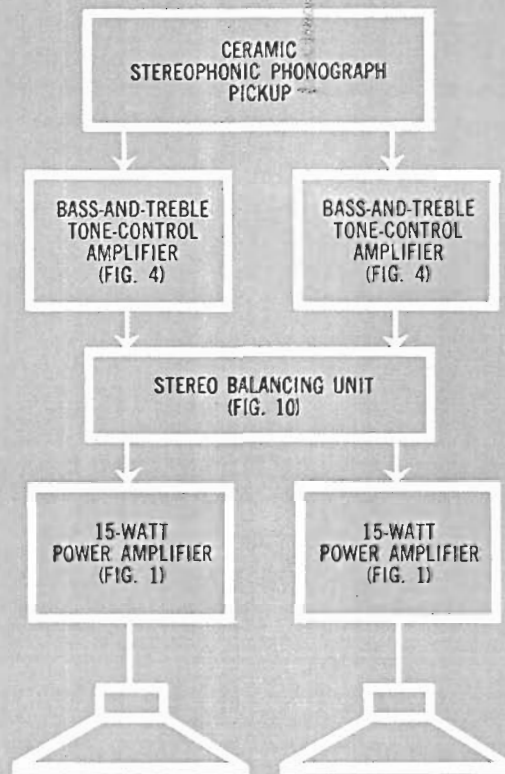 CERAMIC
STEREOPHONIC PHONOGRAPH
PICKUP
BASS-AND-TREBLE
TONE-CONTROL
AMPLIFIER
(FIG. 4)
BASS-AND-TREBLE
TONE-CONTROL
AMPLIFIER
(FIG. 4)
STEREO BALANCING UNIT
(FIG. 10)
15-WATT
POWER AMPLIFIER
(FIG. 1)
15-WATT
POWER AMPLIFIER
(FIG. 1)